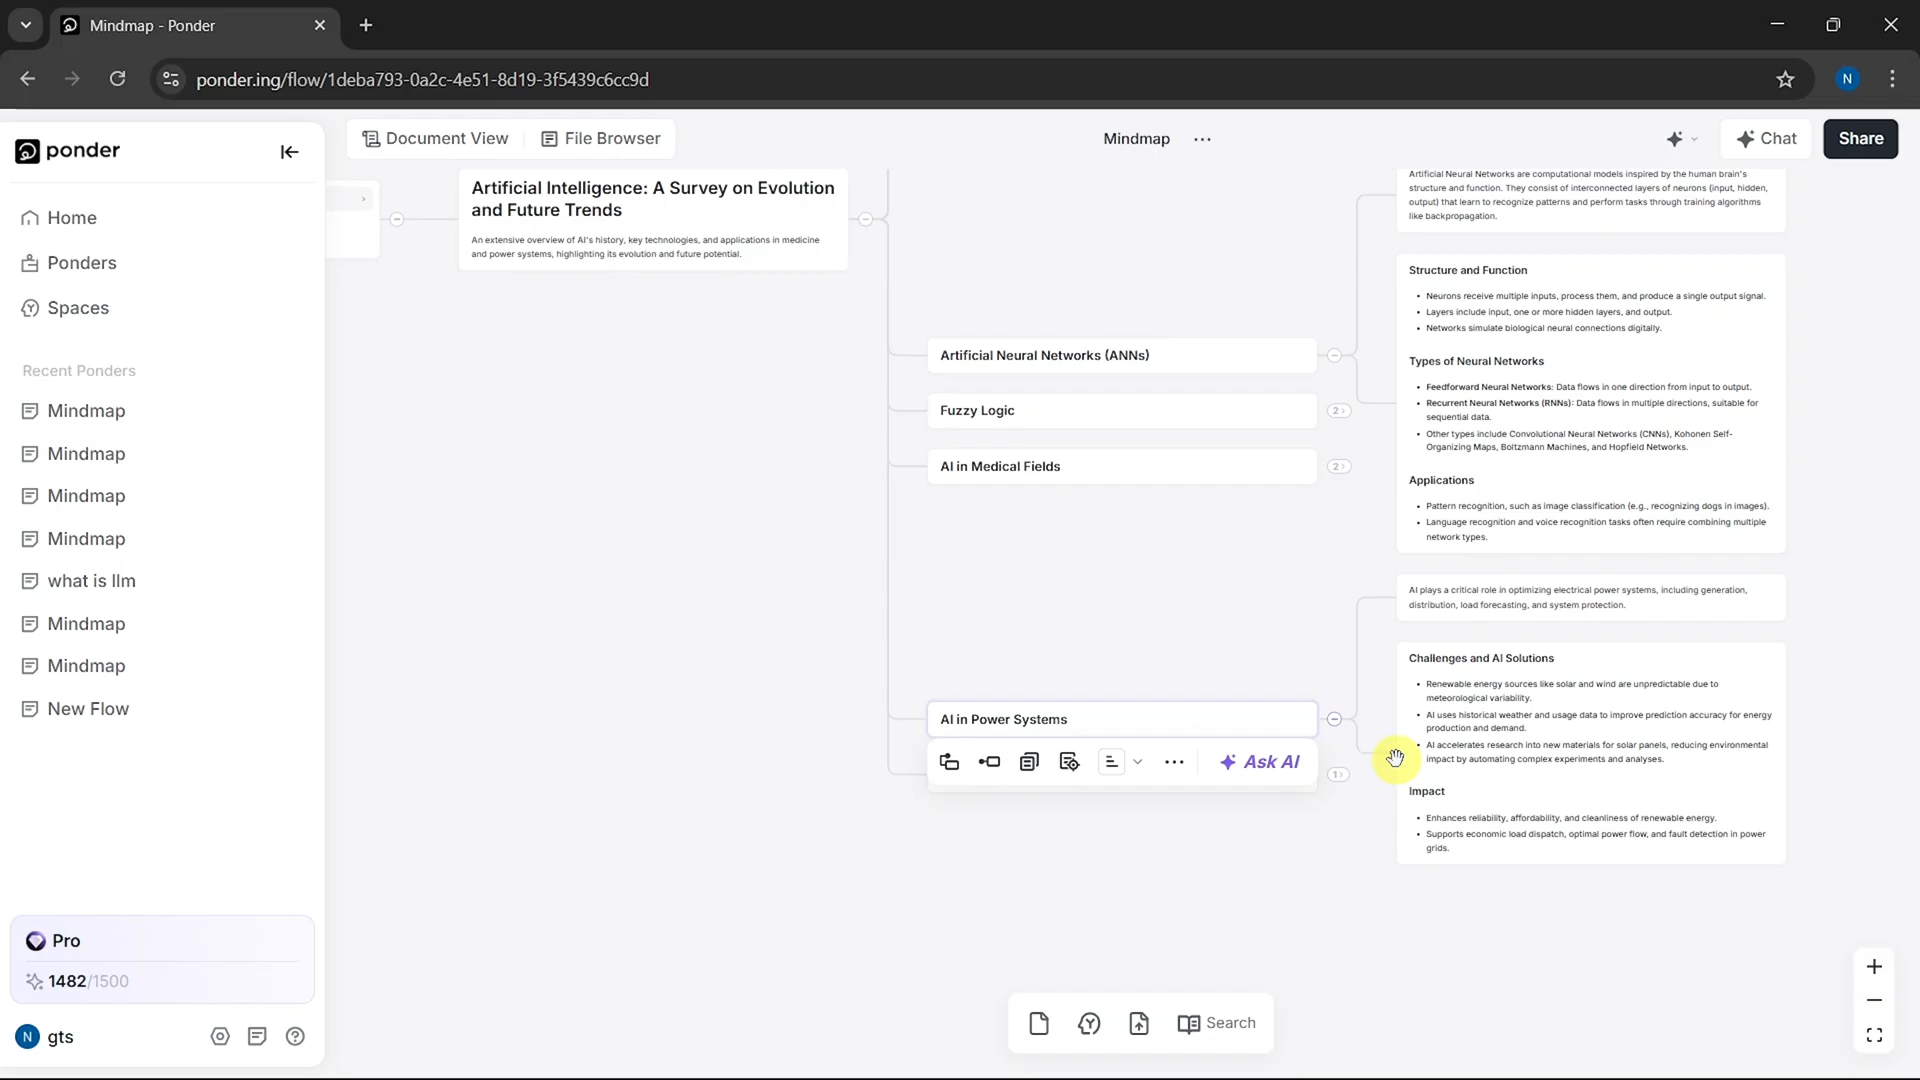 Mindmap - Ponder
ponder.ing/flow/1deba793-0a2c-4e51-8d19-3f5439c6cc9d
N
ponder
Home
Ponders
Spaces
Recent Ponders
Mindmap
Mindmap
Mindmap
Mindmap
what is llm
Mindmap
Mindmap
New Flow
Pro
1482/1500
N gts
Document View
File Browser
Mindmap
Chat
Share
Artificial Intelligence: A Survey on Evolution
and Future Trends
An extensive overview of AI's history, key technologies, and applications in medicine
and power systems, highlighting its evolution and future potential.
Artificial Neural Networks (ANNs)
Fuzzy Logic
2
AI in Medical Fields
2
AI in Power Systems
Ask AI
1
Artificial Neural Networks are computational models inspired by the human brain's
structure and function. They consist of interconnected layers of neurons (input, hidden,
output) that learn to recognize patterns and perform tasks through training algorithms
like backpropagation.
Structure and Function
• Neurons receive multiple inputs, process them, and produce a single output signal.
• Layers include input, one or more hidden layers, and output.
• Networks simulate biological neural connections digitally.
Types of Neural Networks
• Feedforward Neural Networks: Data flows in one direction from input to output.
• Recurrent Neural Networks (RNNs): Data flows in multiple directions, suitable for
sequential data.
• Other types include Convolutional Neural Networks (CNNs), Kohonen Self-
Organizing Maps, Boltzmann Machines, and Hopfield Networks.
Applications
• Pattern recognition, such as image classification (e.g., recognizing dogs in images).
• Language recognition and voice recognition tasks often require combining multiple
network types.
AI plays a critical role in optimizing electrical power systems, including generation,
distribution, load forecasting, and system protection.
Challenges and AI Solutions
• Renewable energy sources like solar and wind are unpredictable due to
meteorological variability.
• AI uses historical weather and usage data to improve prediction accuracy for energy
production and demand.
• AI accelerates research into new materials for solar panels, reducing environmental
impact by automating complex experiments and analyses.
Impact
• Enhances reliability, affordability, and cleanliness of renewable energy.
• Supports economic load dispatch, optimal power flow, and fault detection in power
grids.
Search